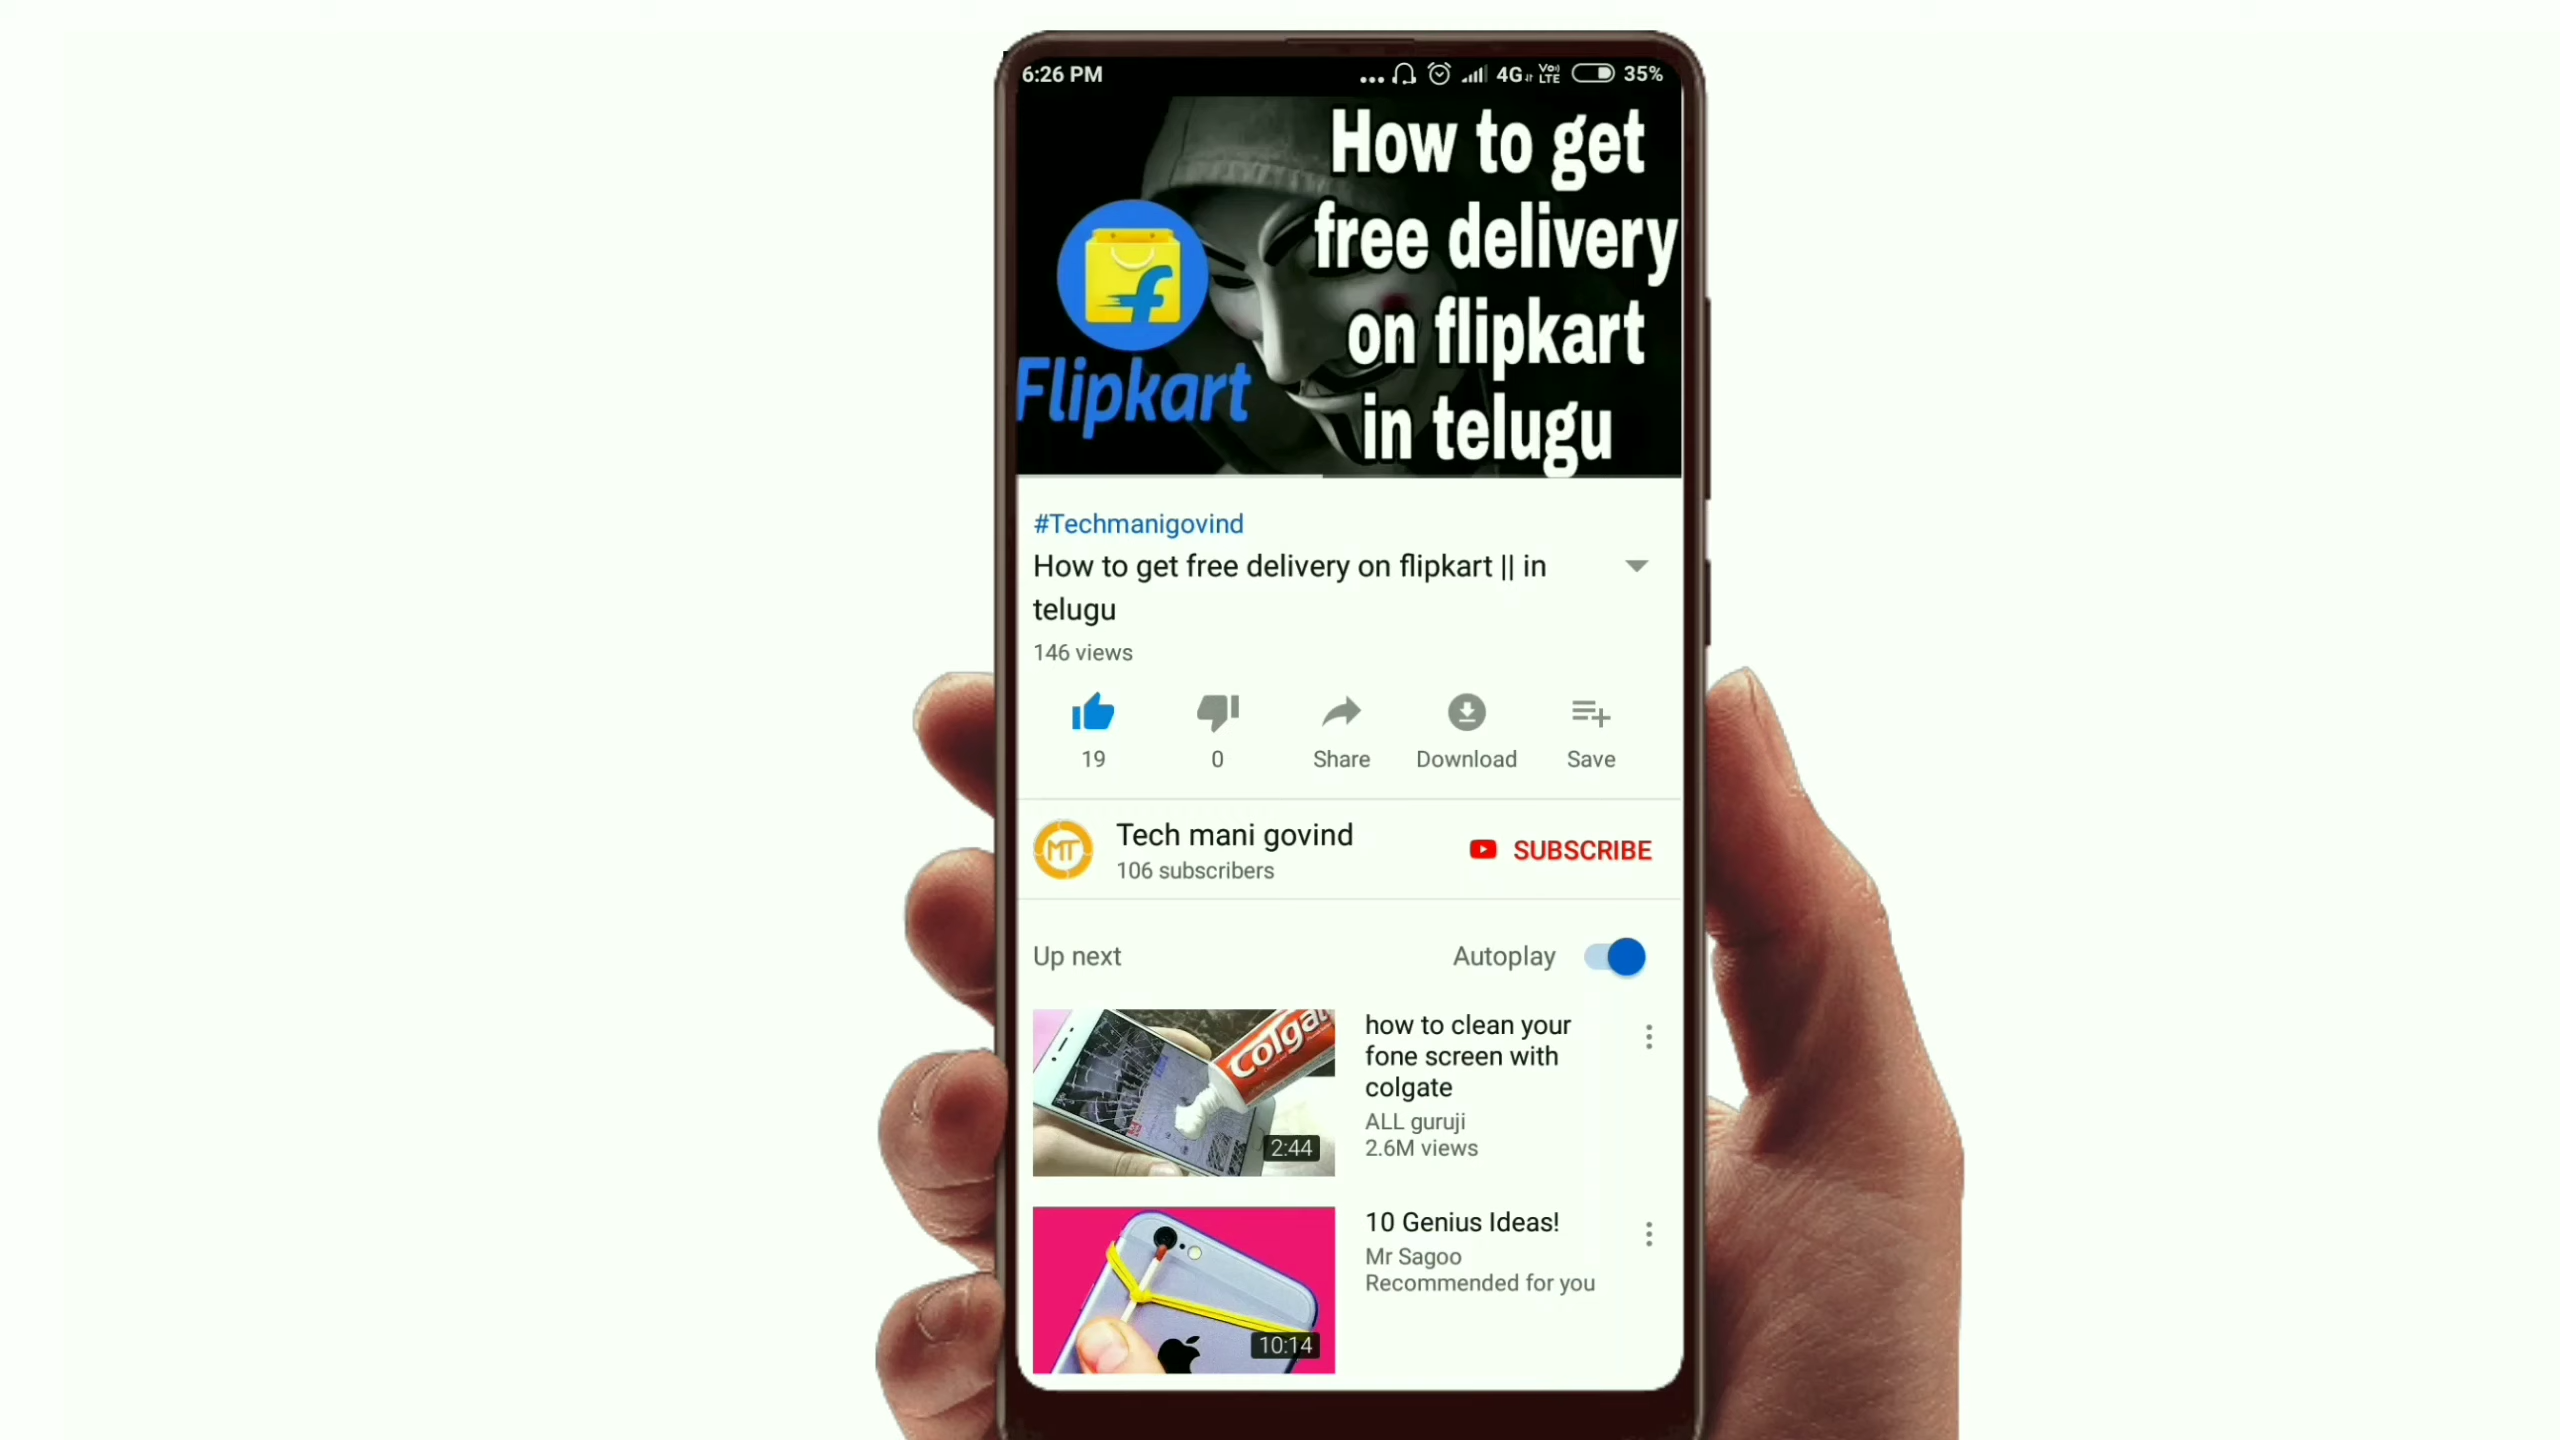 6:26 PM
4G
Vo))
LTE
35%
How to get
free delivery
on flipkart
in telugu
Flipkart
#Techmanigovind
How to get free delivery on flipkart || in
telugu
146 views
19
0
Share
Download
Save
MT
Tech mani govind
106 subscribers
SUBSCRIBE
Up next
Autoplay
Colgat
2:44
how to clean your
fone screen with
colgate
ALL guruji
2.6M views
10:14
10 Genius Ideas!
Mr Sagoo
Recommended for you